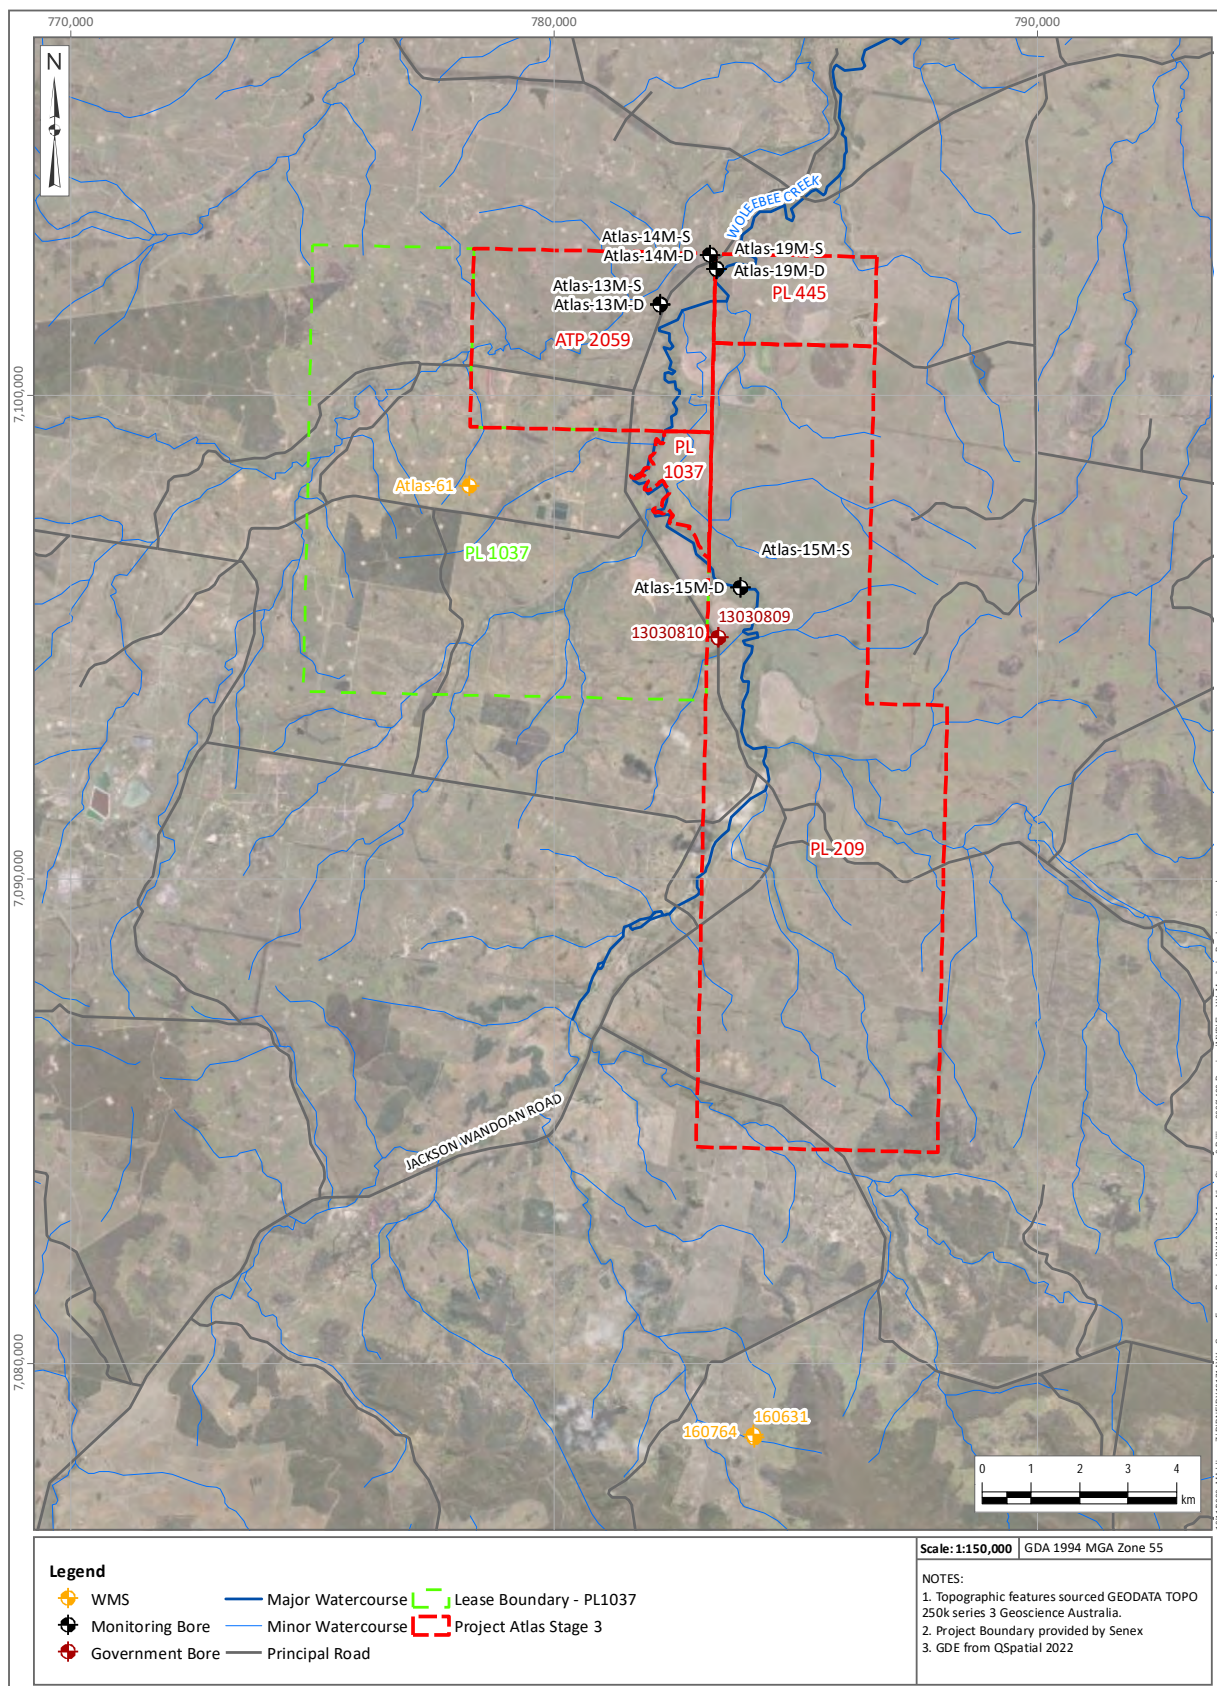 770,000
780,000
790,000
N
WOLEEBEE CREEK
Atlas-14M-S
Atlas-14M-D
Atlas-19M-S
Atlas-19M-D
Atlas-13M-S
Atlas-13M-D
PL 445
ATP 2059
7,100,000
PL
1037
Atlas-61
PL 1037
Atlas-15M-S
Atlas-15M-D
13030809
13030810
PL 209
7,090,000
JACKSON WANDOAN ROAD
7,080,000
160631
160764
0 1 2 3 4
km
Legend
WMS
Monitoring Bore
Government Bore
Major Watercourse
Minor Watercourse
Principal Road
Lease Boundary - PL1037
Project Atlas Stage 3
Scale: 1:150,000
GDA 1994 MGA Zone 55
NOTES:
1. Topographic features sourced GEODATA TOPO
250k series 3 Geoscience Australia.
2. Project Boundary provided by Senex
3. GDE from QSpatial 2022